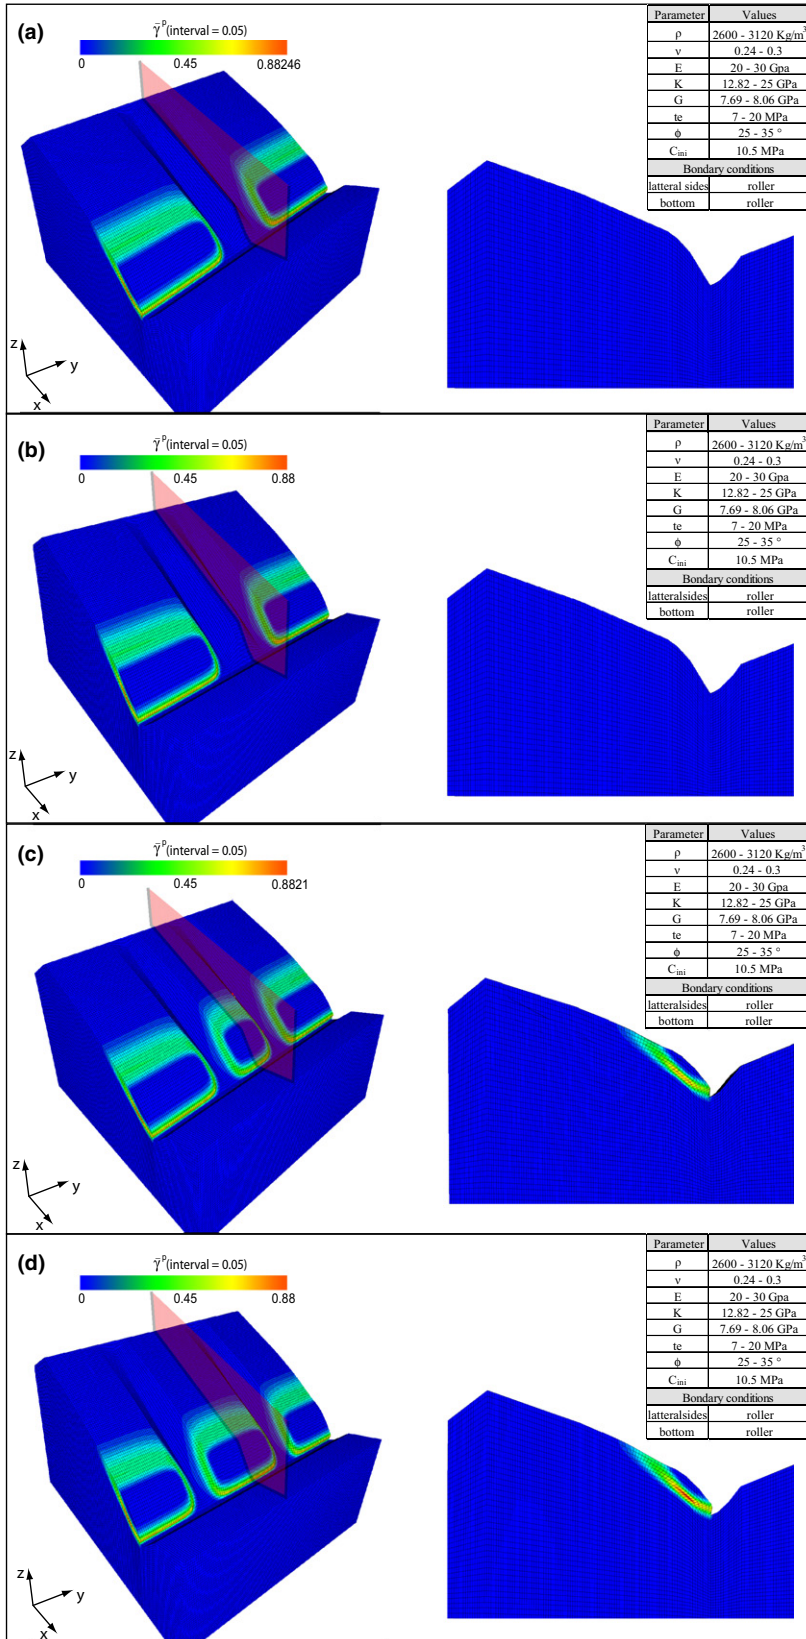 (a)
γ̄ᵖ(interval = 0.05)
0 0.45 0.88246
z
y
x
Parameter Values
ρ 2600 - 3120 Kg/m³
ν 0.24 - 0.3
E 20 - 30 Gpa
K 12.82 - 25 GPa
G 7.69 - 8.06 GPa
te 7 - 20 MPa
ϕ 25 - 35 °
Cini 10.5 MPa
Bondary conditions
latteral sides roller
bottom roller
(b)
γ̄ᵖ(interval = 0.05)
0 0.45 0.88
z
y
x
Parameter Values
ρ 2600 - 3120 Kg/m³
ν 0.24 - 0.3
E 20 - 30 Gpa
K 12.82 - 25 GPa
G 7.69 - 8.06 GPa
te 7 - 20 MPa
ϕ 25 - 35 °
Cini 10.5 MPa
Bondary conditions
latteralsides roller
bottom roller
(c)
γ̄ᵖ(interval = 0.05)
0 0.45 0.8821
z
y
x
Parameter Values
ρ 2600 - 3120 Kg/m³
ν 0.24 - 0.3
E 20 - 30 Gpa
K 12.82 - 25 GPa
G 7.69 - 8.06 GPa
te 7 - 20 MPa
ϕ 25 - 35 °
Cini 10.5 MPa
Bondary conditions
latteralsides roller
bottom roller
(d)
γ̄ᵖ(interval = 0.05)
0 0.45 0.88
z
y
x
Parameter Values
ρ 2600 - 3120 Kg/m³
ν 0.24 - 0.3
E 20 - 30 Gpa
K 12.82 - 25 GPa
G 7.69 - 8.06 GPa
te 7 - 20 MPa
ϕ 25 - 35 °
Cini 10.5 MPa
Bondary conditions
latteralsides roller
bottom roller